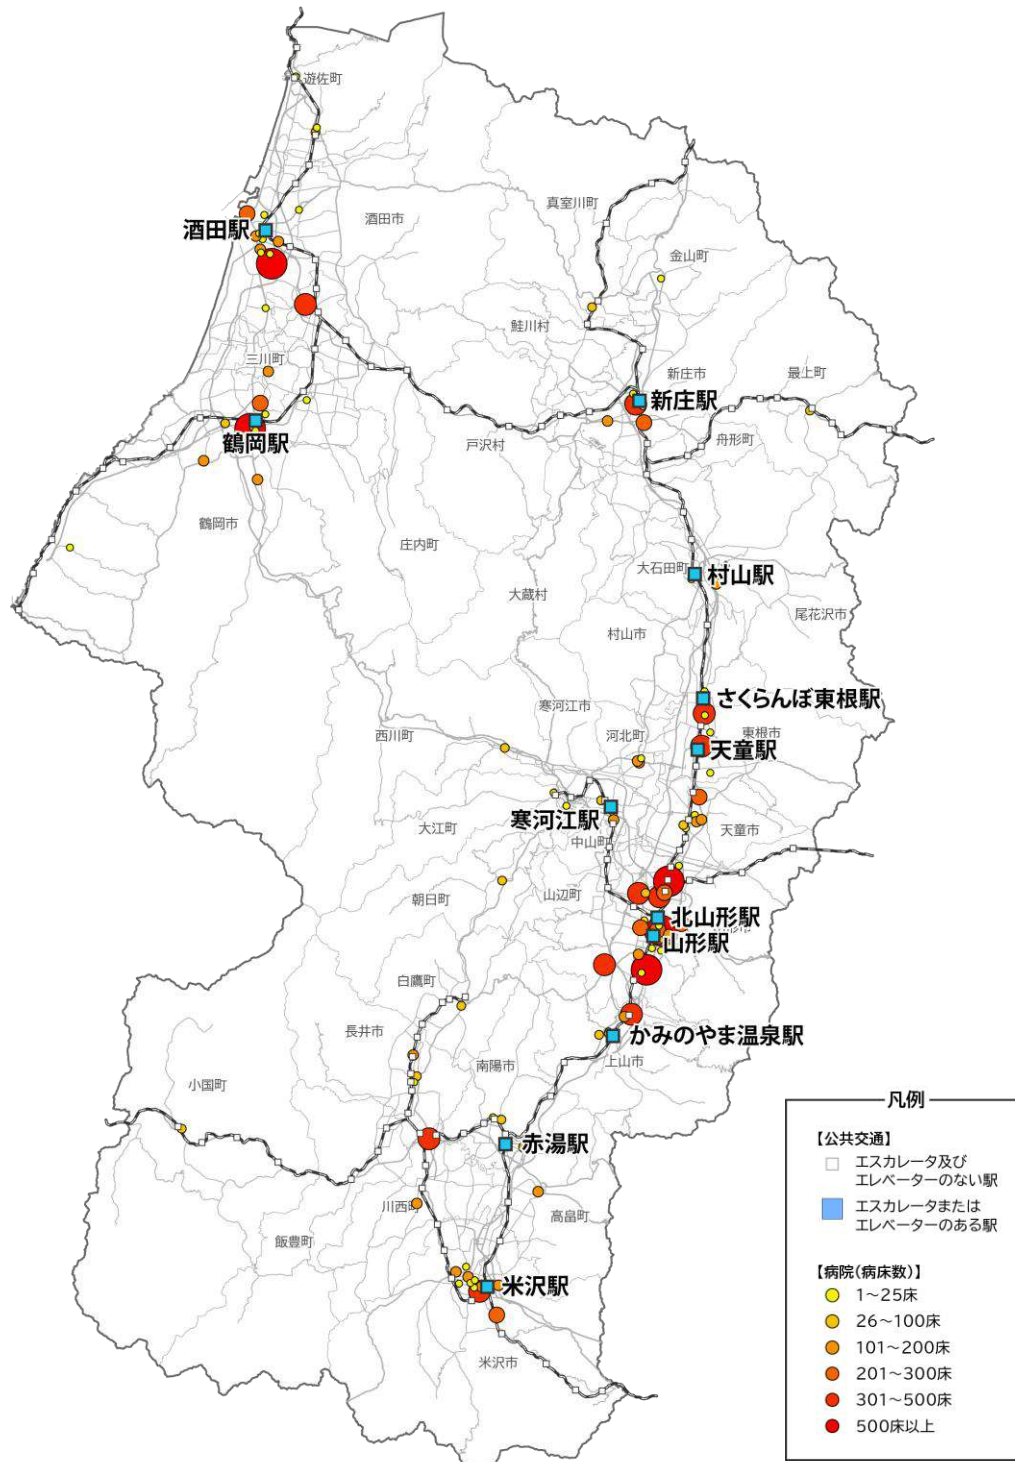 遊佐町
真室川町
酒田駅
酒田市
金山町
鮭川村
三川町
新庄市
最上町
新庄駅
鶴岡駅
戸沢村
舟形町
鶴岡市
庄内町
大石田町
村山駅
大蔵村
尾花沢市
村山市
さくらんぼ東根駅
寒河江市
西川町
河北町
東根市
天童駅
寒河江駅
大江町
中山町
天童市
朝日町
山辺町
北山形駅
山形駅
白鷹町
長井市
かみのやま温泉駅
南陽市
上山市
小国町
赤湯駅
川西町
高畠町
飯豊町
米沢駅
米沢市
凡例
【公共交通】
エスカレータ及び
エレベーターのない駅
エスカレータまたは
エレベーターのある駅
【病院(病床数)】
1~25床
26~100床
101~200床
201~300床
301~500床
500床以上